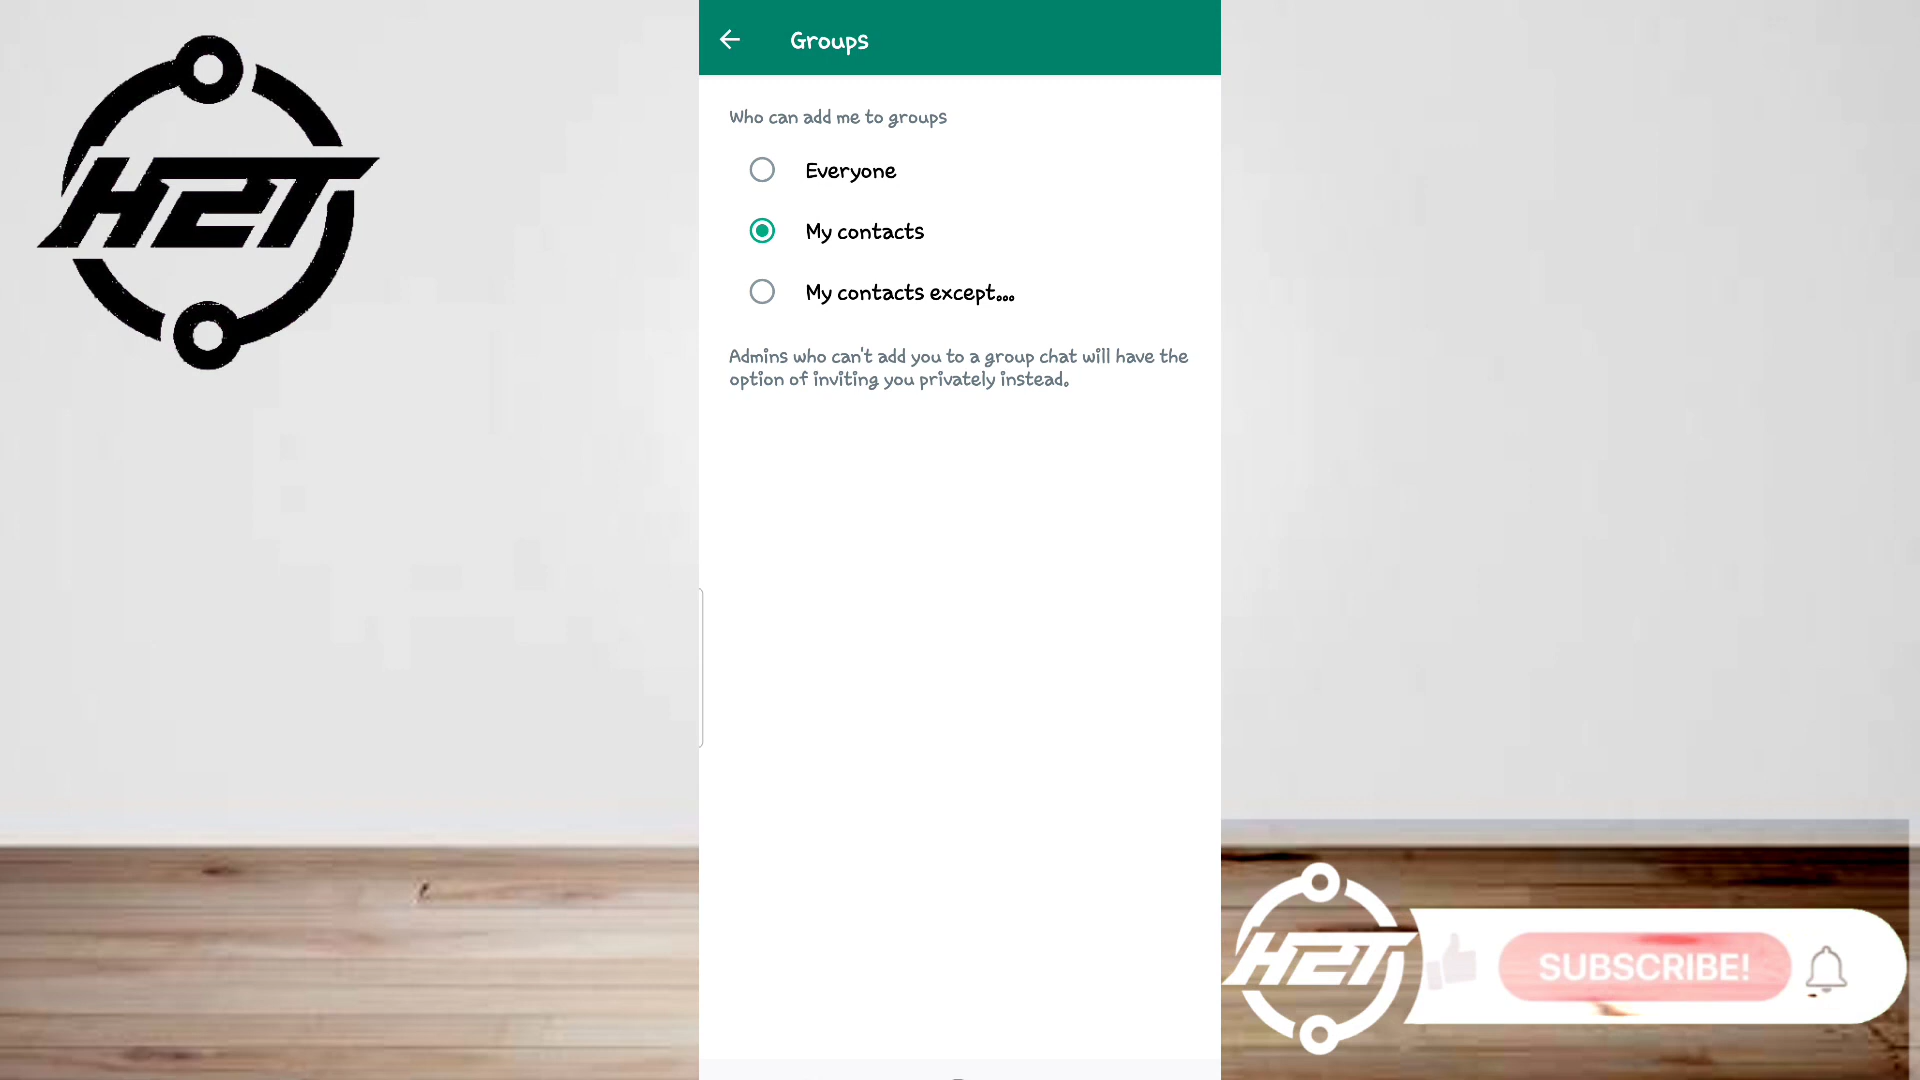 H2T
Groups
Who can add me to groups
Everyone
My contacts
My contacts except...
Admins who can't add you to a group chat will have the
option of inviting you privately instead.
H2T
SUBSCRIBE!